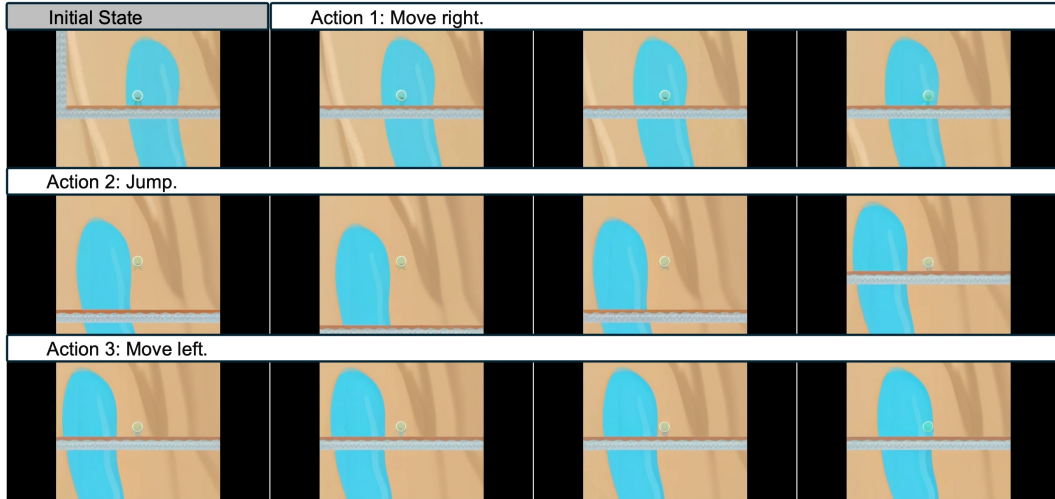 Initial State
Action 1: Move right.
Action 2: Jump.
Action 3: Move left.